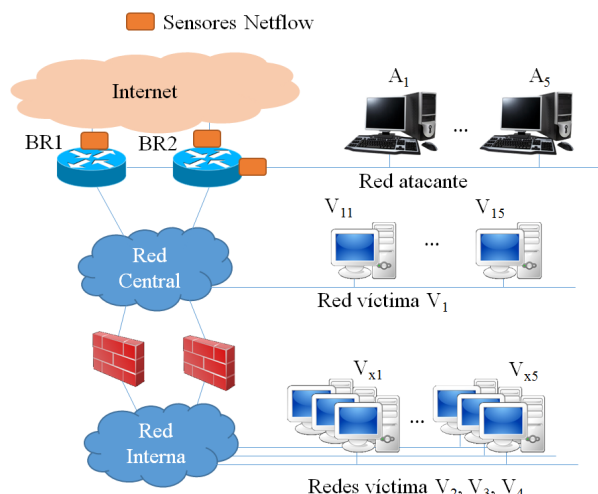 Sensores Netflow
Internet
A1
...
A5
BR1
BR2
Red atacante
V11
...
V15
Red
Central
Red víctima V1
Vx1
...
Vx5
Red
Interna
Redes víctima V2, V3, V4